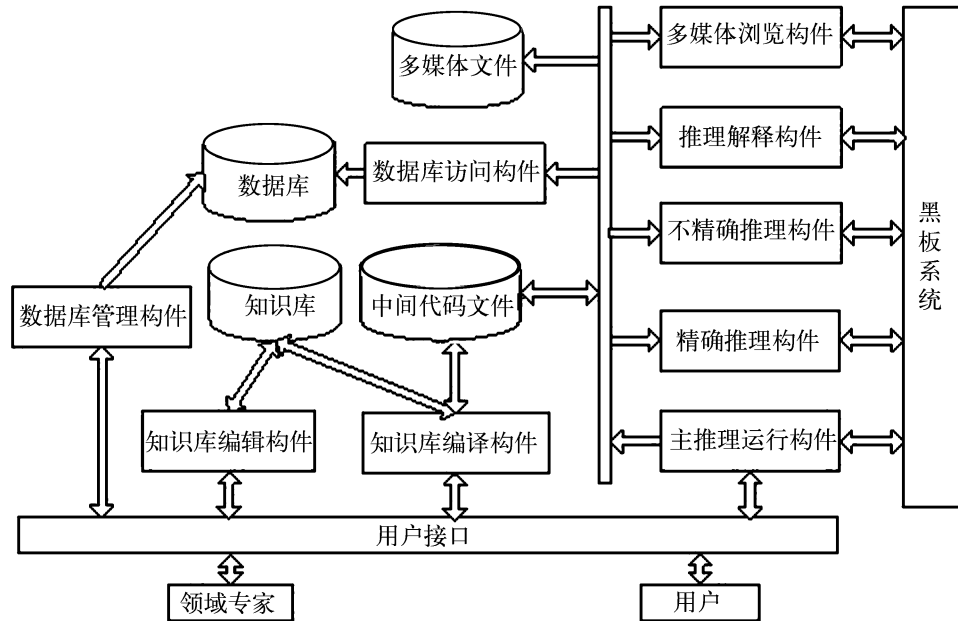 多媒体浏览构件
多媒体文件
推理解释构件
数据库
数据库访问构件
黑板系统
不精确推理构件
数据库管理构件
知识库
中间代码文件
精确推理构件
知识库编辑构件
知识库编译构件
主推理运行构件
用户接口
领域专家
用户